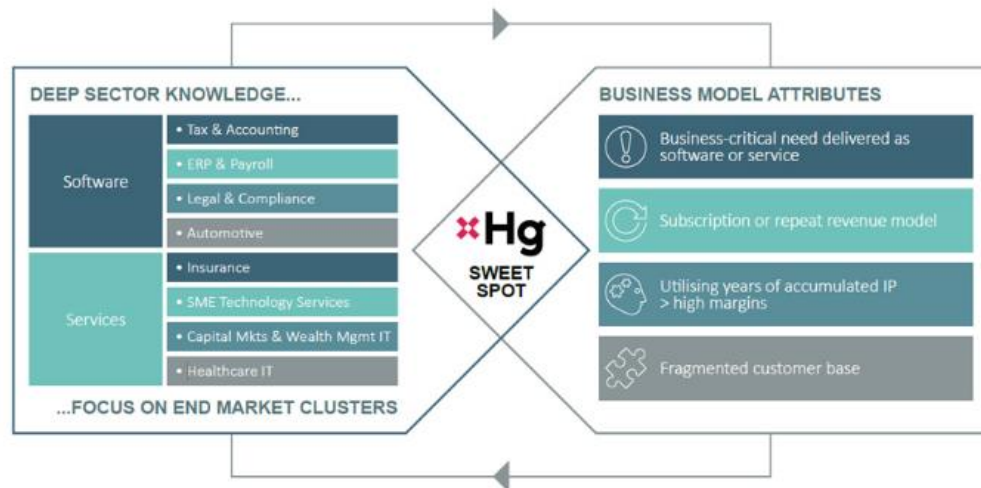 DEEP SECTOR KNOWLEDGE...
Software
• Tax & Accounting
• ERP & Payroll
• Legal & Compliance
• Automotive
Services
• Insurance
• SME Technology Services
• Capital Mkts & Wealth Mgmt IT
• Healthcare IT
...FOCUS ON END MARKET CLUSTERS
Hg
SWEET
SPOT
BUSINESS MODEL ATTRIBUTES
Business-critical need delivered as
software or service
Subscription or repeat revenue model
Utilising years of accumulated IP
> high margins
Fragmented customer base